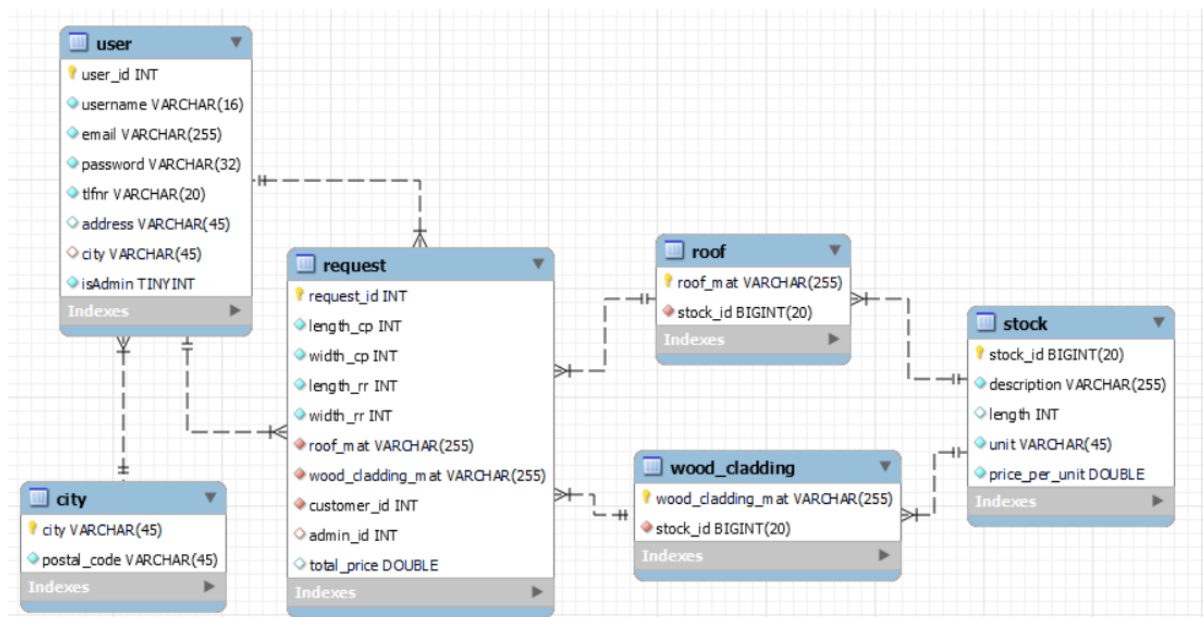 user
user_id INT
username VARCHAR(16)
email VARCHAR(255)
password VARCHAR(32)
tlfnr VARCHAR(20)
address VARCHAR(45)
city VARCHAR(45)
isAdmin TINYINT
Indexes
city
city VARCHAR(45)
postal_code VARCHAR(45)
Indexes
request
request_id INT
length_cp INT
width_cp INT
length_rr INT
width_rr INT
roof_mat VARCHAR(255)
wood_cladding_mat VARCHAR(255)
customer_id INT
admin_id INT
total_price DOUBLE
Indexes
roof
roof_mat VARCHAR(255)
stock_id BIGINT(20)
Indexes
wood_cladding
wood_cladding_mat VARCHAR(255)
stock_id BIGINT(20)
Indexes
stock
stock_id BIGINT(20)
description VARCHAR(255)
length INT
unit VARCHAR(45)
price_per_unit DOUBLE
Indexes